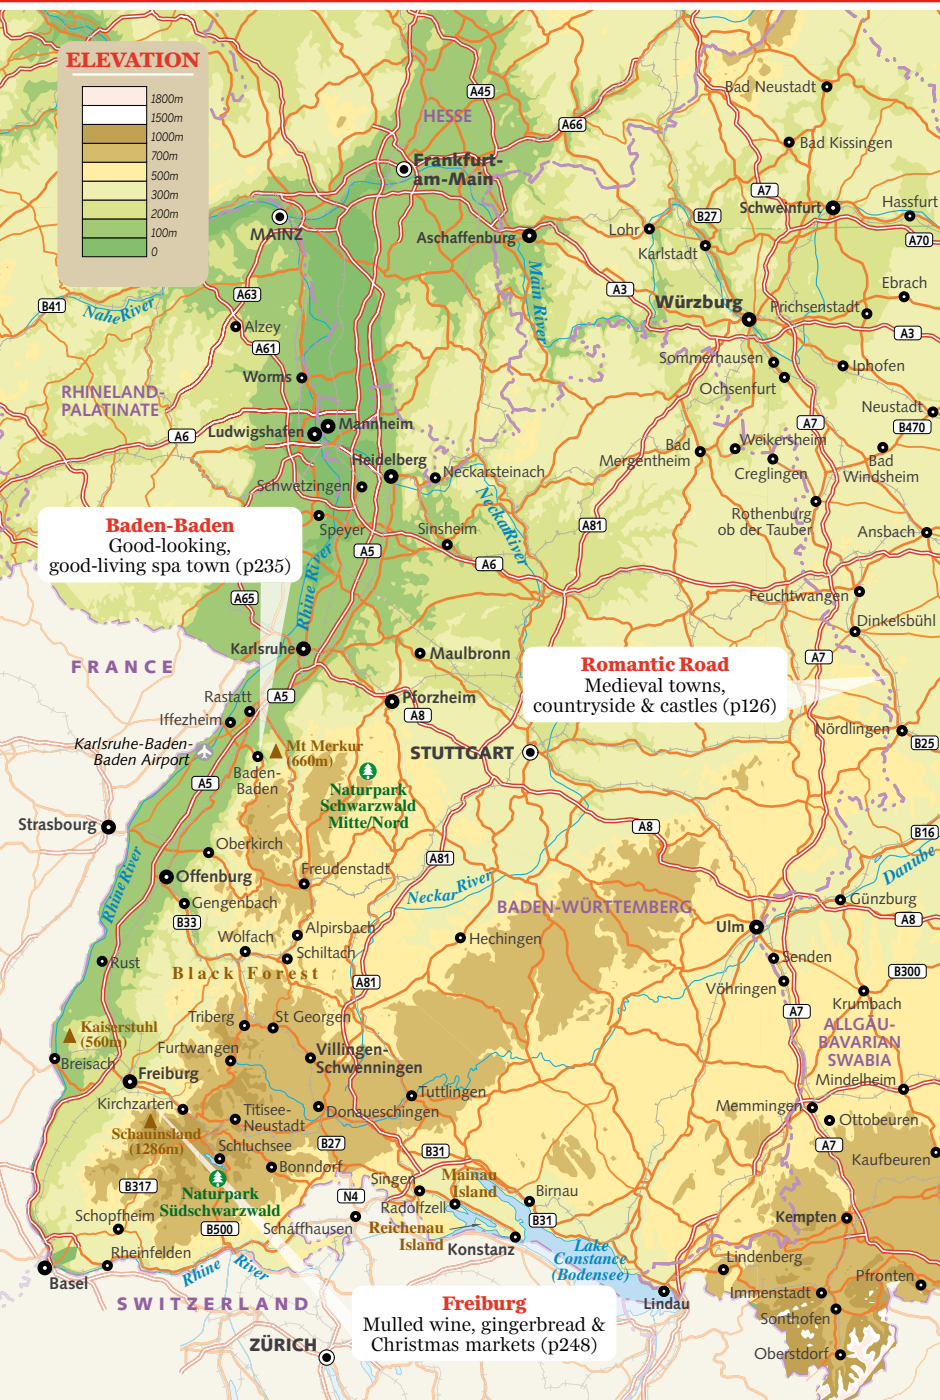 ELEVATION
1800m
1500m
1000m
700m
500m
300m
200m
100m
0
A45
HESSE
A66
Bad Neustadt
Bad Kissingen
Frankfurt-
am-Main
A7
Schweinfurt
Hassfurt
MAINZ
Aschaffenburg
Lohr
B27
Karlstadt
A70
Main River
A3
Ebrach
B41
Nahe River
A63
Würzburg
Prichsenstadt
Alzey
A61
A3
Sommerhausen
Iphofen
Worms
Ochsenfurt
RHINELAND-
PALATINATE
Neustadt
A6
Ludwigshafen
Mannheim
A7
B470
Weikersheim
Bad
Mergentheim
Creglingen
Bad
Windsheim
Heidelberg
Neckarsteinach
Schwetzingen
Neckar River
Rothenburg
ob der Tauber
Baden-Baden
Good-looking,
good-living spa town (p235)
Speyer
Sinsheim
A81
Ansbach
A5
A6
Rhine River
A65
Feuchtwangen
Dinkelsbühl
Karlsruhe
Maulbronn
FRANCE
Romantic Road
Medieval towns,
countryside & castles (p126)
A7
Rastatt
A5
Pforzheim
Iffezheim
A8
Nördlingen
Karlsruhe-Baden-
Baden Airport
Mt Merkur
(660m)
STUTTGART
B25
Baden-
Baden
A5
Naturpark
Schwarzwald
Mitte/Nord
Strasbourg
A8
B16
Oberkirch
A81
Danube
Rhine River
Offenburg
Freudenstadt
Neckar River
Gengenbach
BADEN-WÜRTTEMBERG
Günzburg
B33
A8
Alpirsbach
Ulm
Wolfach
Hechingen
Schiltach
Senden
Rust
Black Forest
B300
A81
Vöhringen
Krumbach
A7
Triberg
St Georgen
Kaiserstuhl
(560m)
ALLGÄU-
BAVARIAN
SWABIA
Furtwangen
Villingen-
Schwenningen
Breisach
Freiburg
Mindelheim
Tuttlingen
Kirchzarten
Titisee-
Neustadt
Donaueschingen
Memmingen
Ottobeuren
Schauinsland
(1286m)
Schluchsee
B27
A7
B31
Kaufbeuren
Bonndorf
Mainau
Island
B317
Naturpark
Südschwarzwald
Singen
N4
Radolfzell
Birnau
Schopfheim
B500
Schaffhausen
Reichenau
Island
B31
Kempten
Konstanz
Rheinfelden
Lake
Constance
(Bodensee)
Lindenberg
Basel
Rhine River
Pfronten
SWITZERLAND
Lindau
Immenstadt
Freiburg
Mulled wine, gingerbread &
Christmas markets (p248)
Sonthofen
ZÜRICH
Oberstdorf